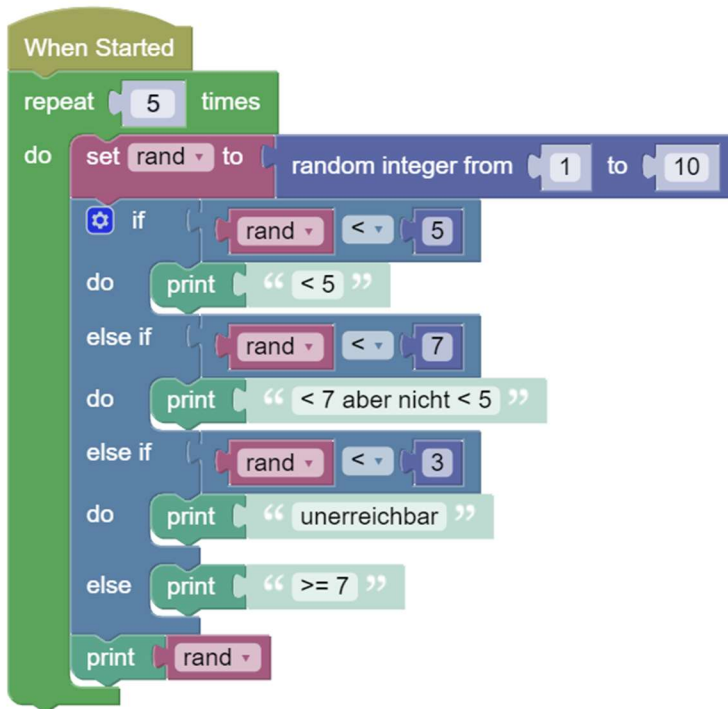 When Started
repeat 5 times
do set rand to random integer from 1 to 10
if rand < 5
do print “ < 5 ”
else if rand < 7
do print “ < 7 aber nicht < 5 ”
else if rand < 3
do print “ unerreichbar ”
else print “ >= 7 ”
print rand